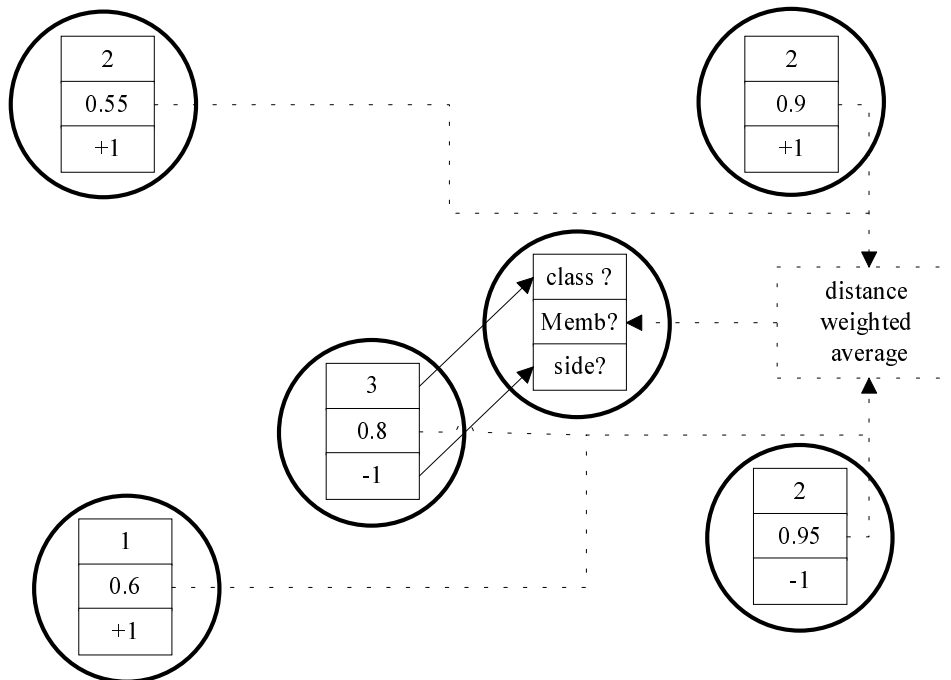 2
0.55
+1
2
0.9
+1
class ?
Memb?
side?
distance
weighted
average
3
0.8
-1
2
0.95
-1
1
0.6
+1